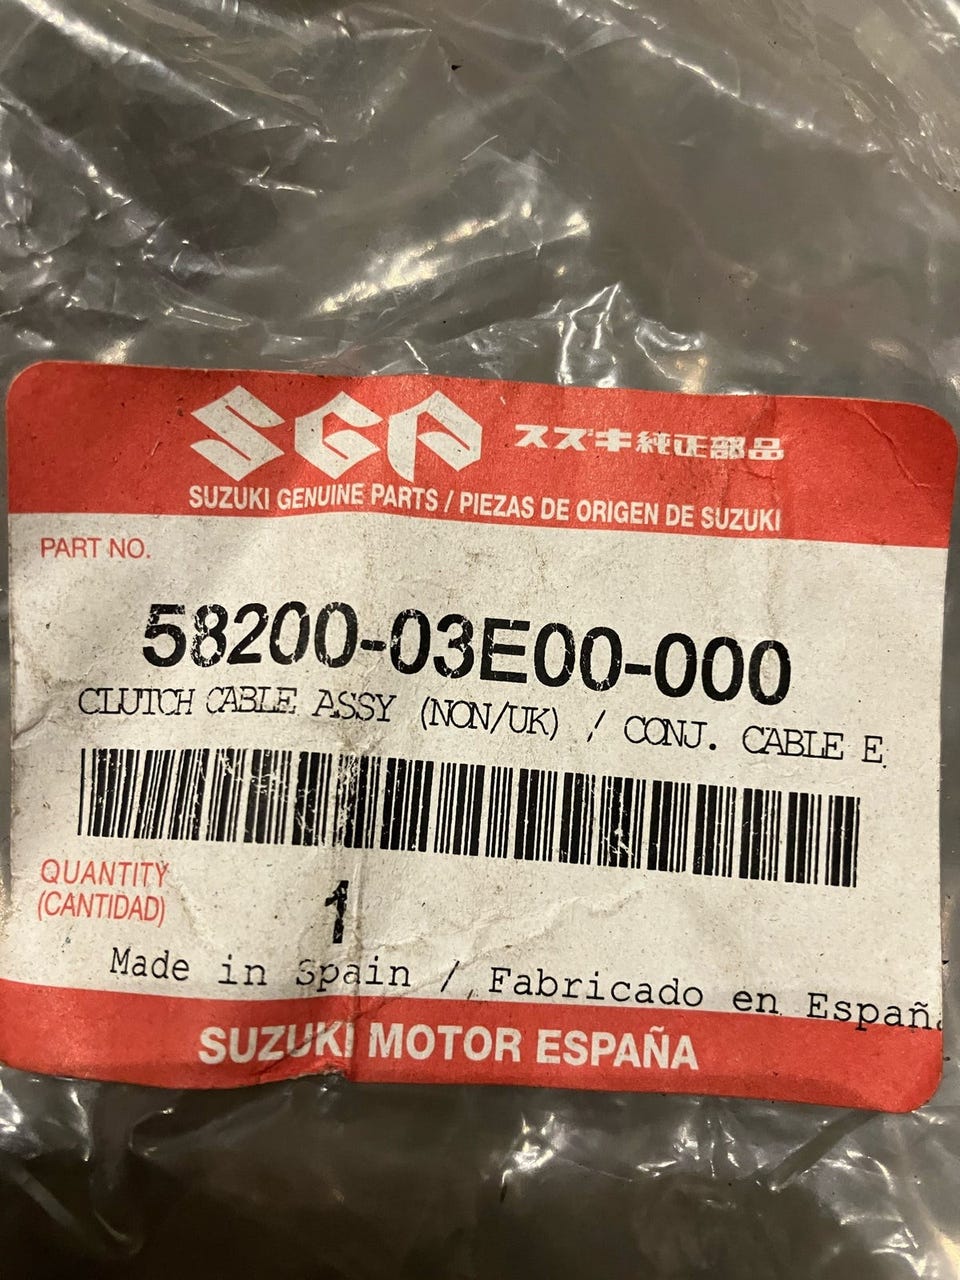 SGP スズキ純正部品
SUZUKI GENUINE PARTS / PIEZAS DE ORIGEN DE SUZUKI
PART NO.
58200-03E00-000
CLUTCH CABLE ASSY (NON/UK) / CONJ. CABLE E
QUANTITY
(CANTIDAD)
1
Made in Spain / Fabricado en Españ
SUZUKI MOTOR ESPAÑA